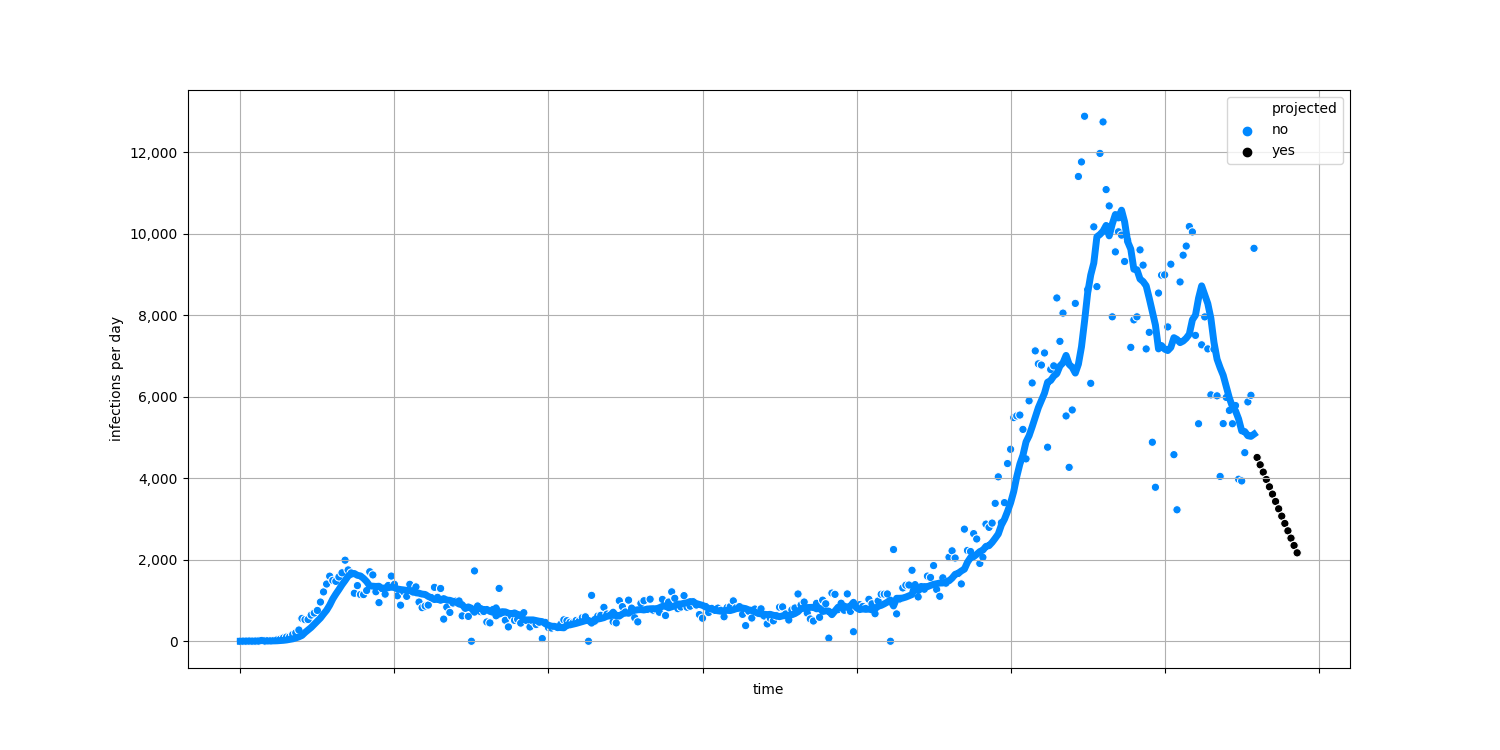 projected
no
yes
12,000
10,000
8,000
6,000
4,000
2,000
0
infections per day
time